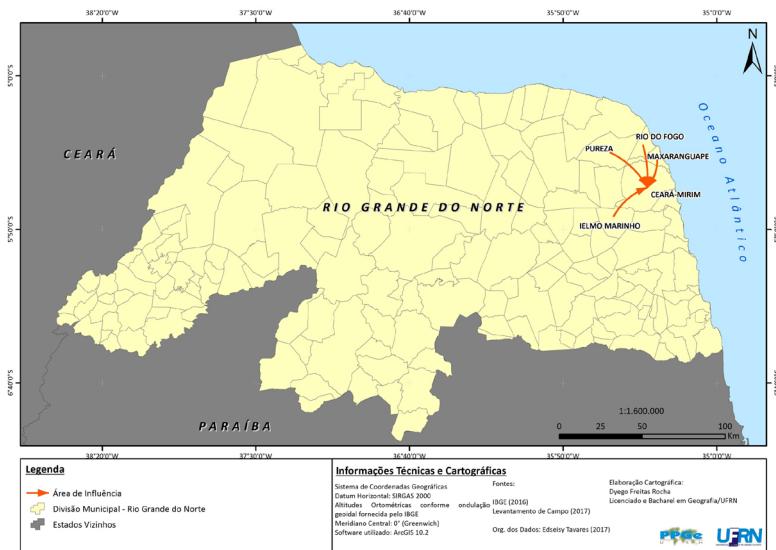 38°20'0"W 37°30'0"W 36°40'0"W 35°50'0"W 35°0'0"W
N
5°0'0"S
CEARÁ
Oceano Atlântico
RIO DO FOGO
PUREZA
MAXARANGUAPE
CEARÁ-MIRIM
RIO GRANDE DO NORTE
IELMO MARINHO
5°50'0"S
6°40'0"S
PARAÍBA
1:1.600.000
0 25 50 100
Km
38°20'0"W 37°30'0"W 36°40'0"W 35°50'0"W 35°0'0"W
Legenda
Área de Influência
Divisão Municipal - Rio Grande do Norte
Estados Vizinhos
Informações Técnicas e Cartográficas
Sistema de Coordenadas Geográficas
Datum Horizontal: SIRGAS 2000
Altitudes Ortométricas conforme ondulação
geoidal fornecida pelo IBGE
Meridiano Central: 0° (Greenwich)
Software utilizado: ArcGIS 10.2
Fontes:
IBGE (2016)
Levantamento de Campo (2017)
Org. dos Dados: Edseisy Tavares (2017)
Elaboração Cartográfica:
Dyego Freitas Rocha
Licenciado e Bacharel em Geografia/UFRN
PPGe
UFRN